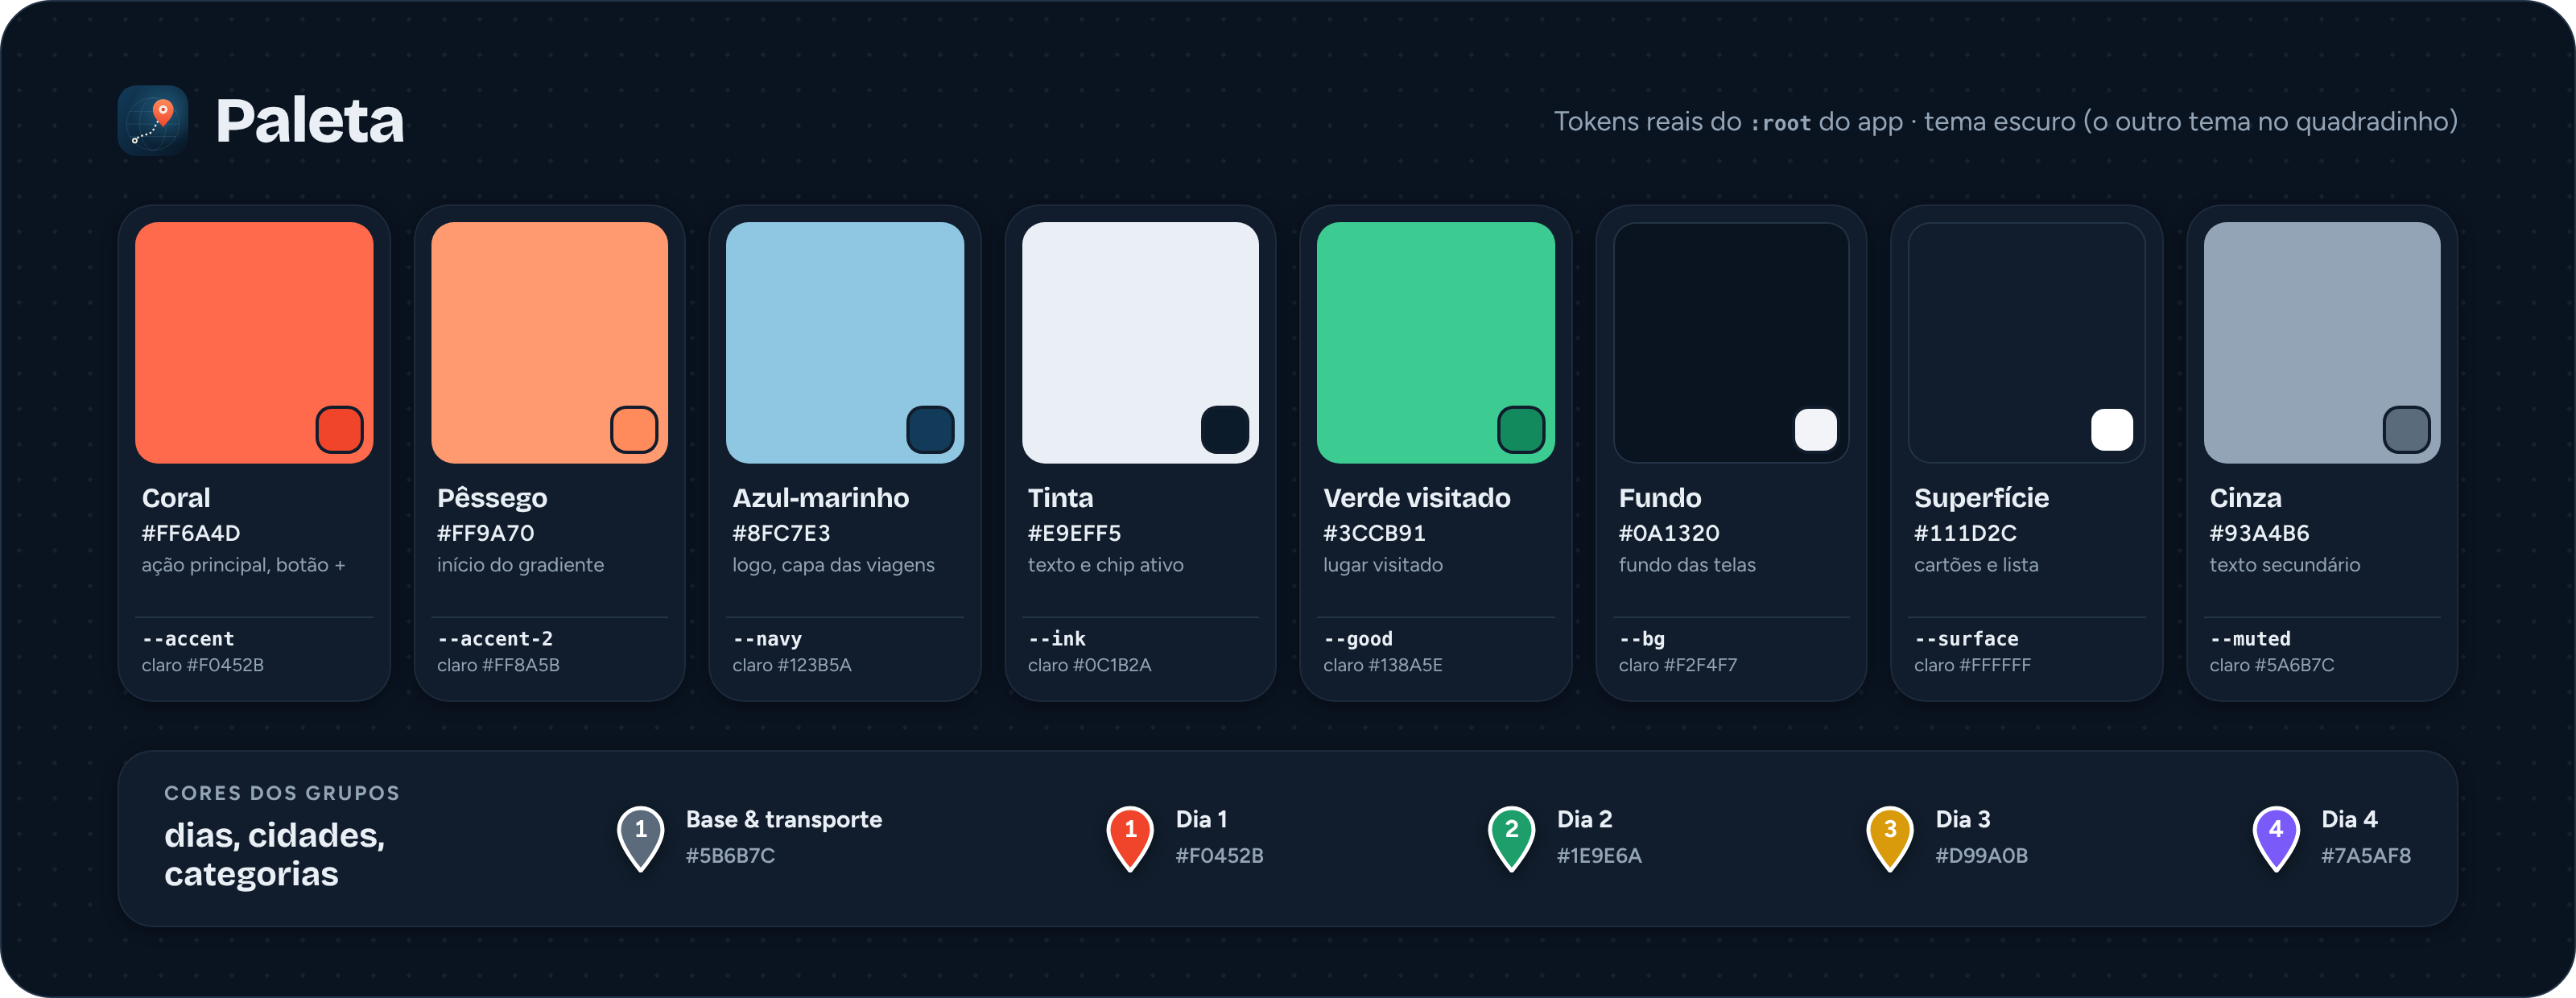 Paleta
Tokens reais do :root do app · tema escuro (o outro tema no quadradinho)
Coral
#FF6A4D
ação principal, botão +
--accent
claro #F0452B
Pêssego
#FF9A70
início do gradiente
--accent-2
claro #FF8A5B
Azul-marinho
#8FC7E3
logo, capa das viagens
--navy
claro #123B5A
Tinta
#E9EFF5
texto e chip ativo
--ink
claro #0C1B2A
Verde visitado
#3CCB91
lugar visitado
--good
claro #138A5E
Fundo
#0A1320
fundo das telas
--bg
claro #F2F4F7
Superfície
#111D2C
cartões e lista
--surface
claro #FFFFFF
Cinza
#93A4B6
texto secundário
--muted
claro #5A6B7C
CORES DOS GRUPOS
dias, cidades,
categorias
1
Base & transporte
#5B6B7C
1
Dia 1
#F0452B
2
Dia 2
#1E9E6A
3
Dia 3
#D99A0B
4
Dia 4
#7A5AF8